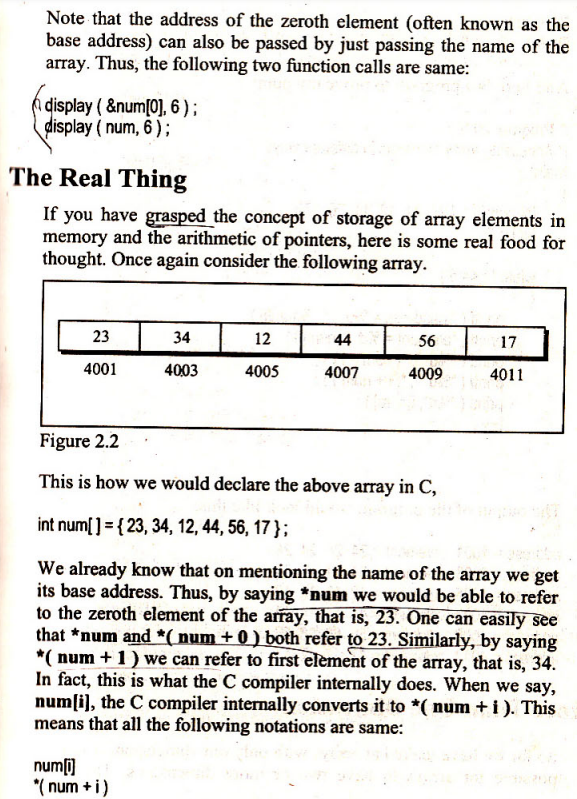 Note that the address of the zeroth element (often known as the
base address) can also be passed by just passing the name of the
array. Thus, the following two function calls are same:
display ( &num[0], 6 ) ;
display ( num, 6 ) ;
The Real Thing
If you have grasped the concept of storage of array elements in
memory and the arithmetic of pointers, here is some real food for
thought. Once again consider the following array.
23 34 12 44 56 17
4001 4003 4005 4007 4009 4011
Figure 2.2
This is how we would declare the above array in C,
int num[ ] = { 23, 34, 12, 44, 56, 17 } ;
We already know that on mentioning the name of the array we get
its base address. Thus, by saying *num we would be able to refer
to the zeroth element of the array, that is, 23. One can easily see
that *num and *( num + 0 ) both refer to 23. Similarly, by saying
*( num + 1 ) we can refer to first element of the array, that is, 34.
In fact, this is what the C compiler internally does. When we say,
num[i], the C compiler internally converts it to *( num + i ). This
means that all the following notations are same:
num[i]
*( num + i )